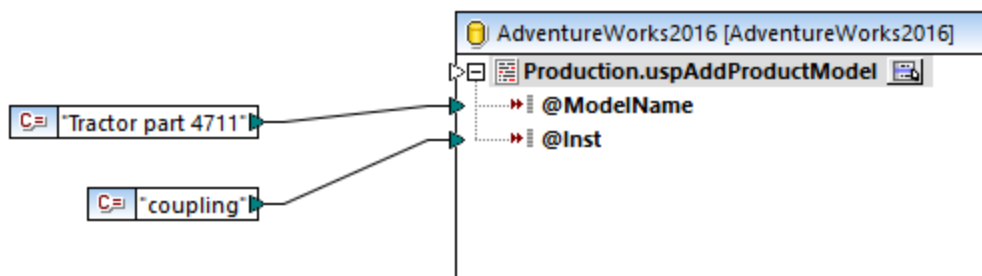 AdventureWorks2016 [AdventureWorks2016]
Production.uspAddProductModel
C= "Tractor part 4711"
@ModelName
@Inst
C= "coupling"